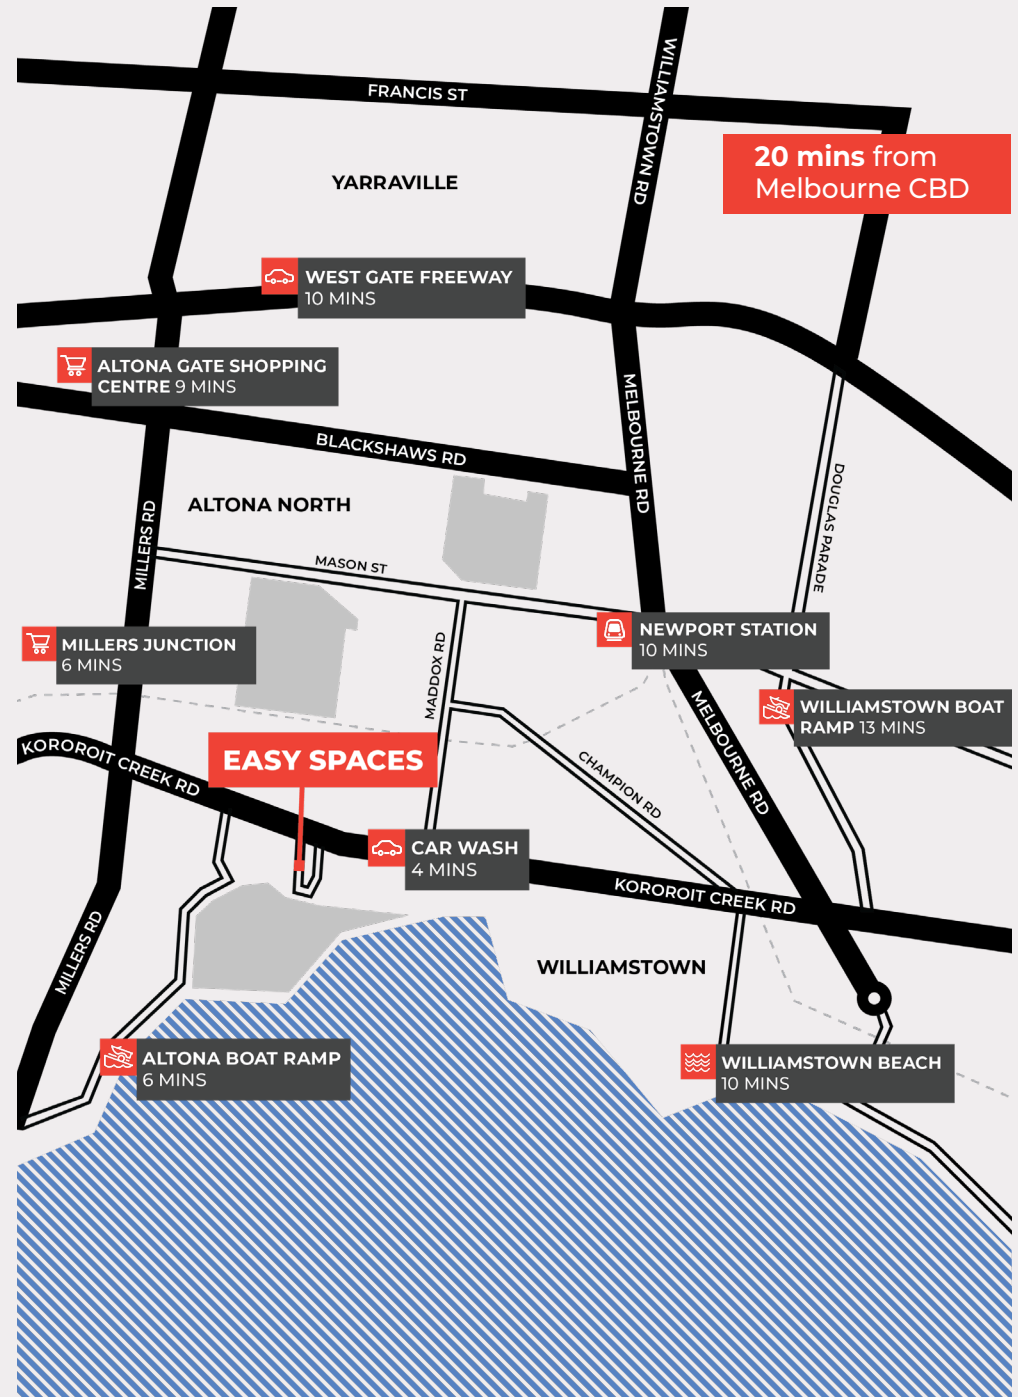 FRANCIS ST
WILLIAMSTOWN RD
20 mins from
Melbourne CBD
YARRAVILLE
WEST GATE FREEWAY
10 MINS
ALTONA GATE SHOPPING
CENTRE 9 MINS
MELBOURNE RD
BLACKSHAWS RD
DOUGLAS PARADE
ALTONA NORTH
MILLERS RD
MASON ST
NEWPORT STATION
10 MINS
MILLERS JUNCTION
6 MINS
MADDOX RD
WILLIAMSTOWN BOAT
RAMP 13 MINS
MELBOURNE RD
KOROROIT CREEK RD
EASY SPACES
CHAMPION RD
CAR WASH
4 MINS
KOROROIT CREEK RD
MILLERS RD
WILLIAMSTOWN
ALTONA BOAT RAMP
6 MINS
WILLIAMSTOWN BEACH
10 MINS